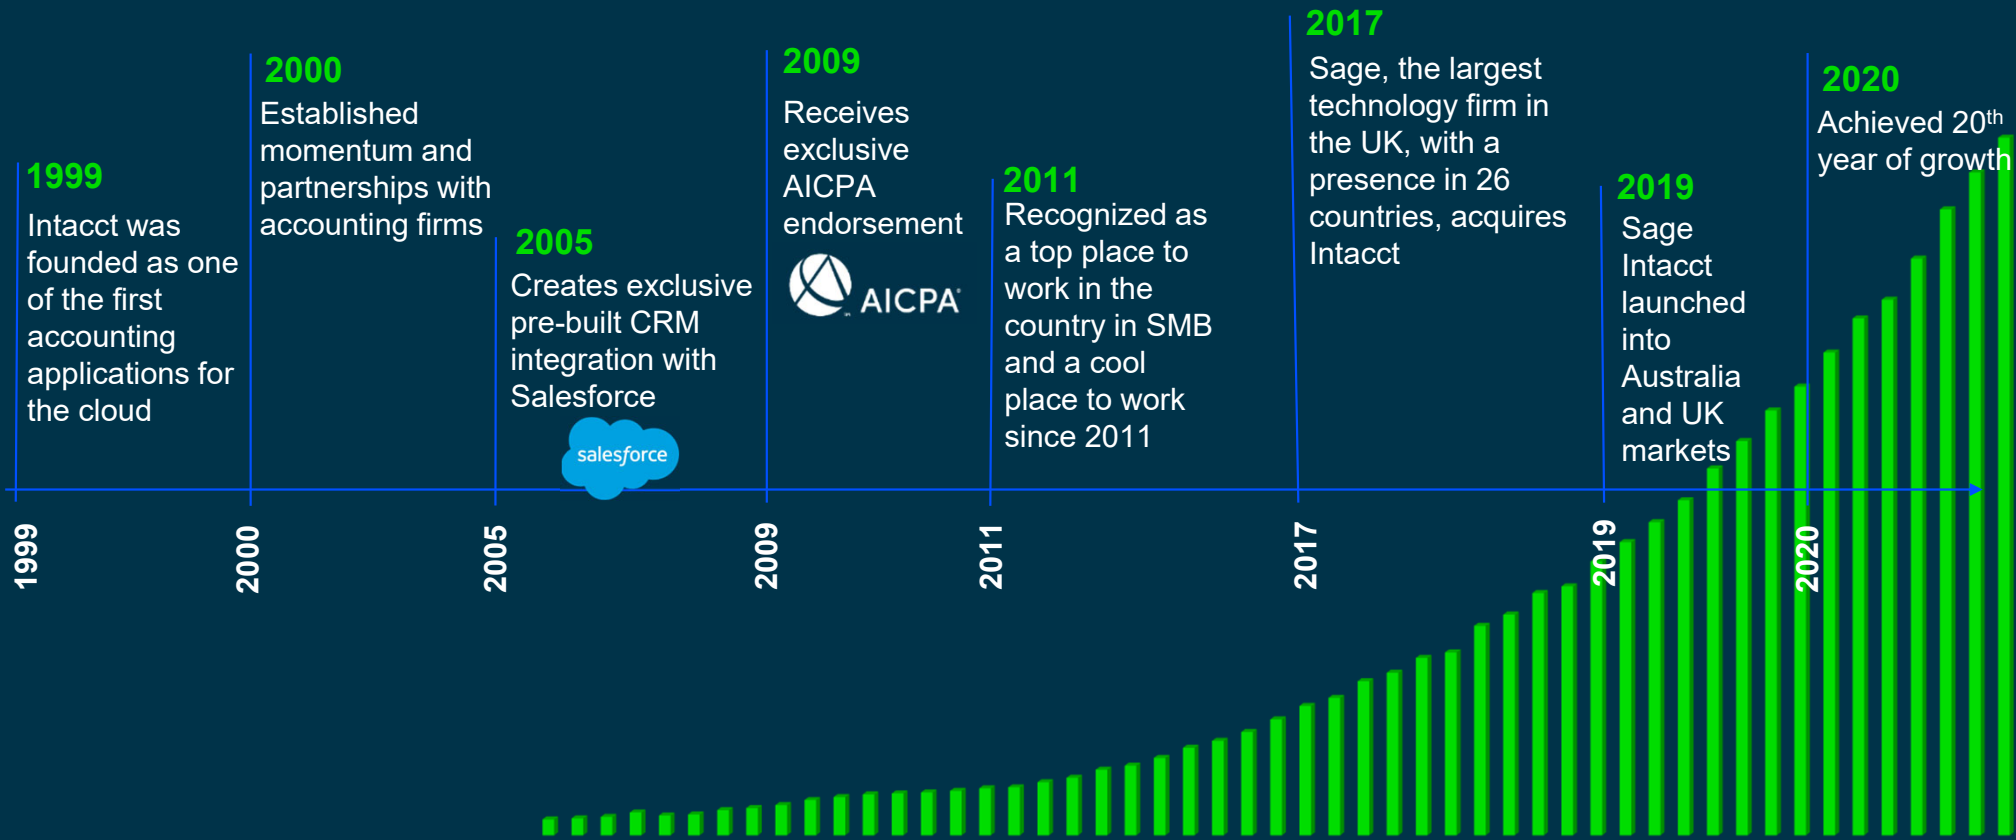 1999
Intacct was
founded as one
of the first
accounting
applications for
the cloud
2000
Established
momentum and
partnerships with
accounting firms
2005
Creates exclusive
pre-built CRM
integration with
Salesforce
salesforce
2009
Receives
exclusive
AICPA
endorsement
AICPA®
2011
Recognized as
a top place to
work in the
country in SMB
and a cool
place to work
since 2011
2017
Sage, the largest
technology firm in
the UK, with a
presence in 26
countries, acquires
Intacct
2019
Sage
Intacct
launched
into
Australia
and UK
markets
2020
Achieved 20th
year of growth
1999
2000
2005
2009
2011
2017
2019
2020